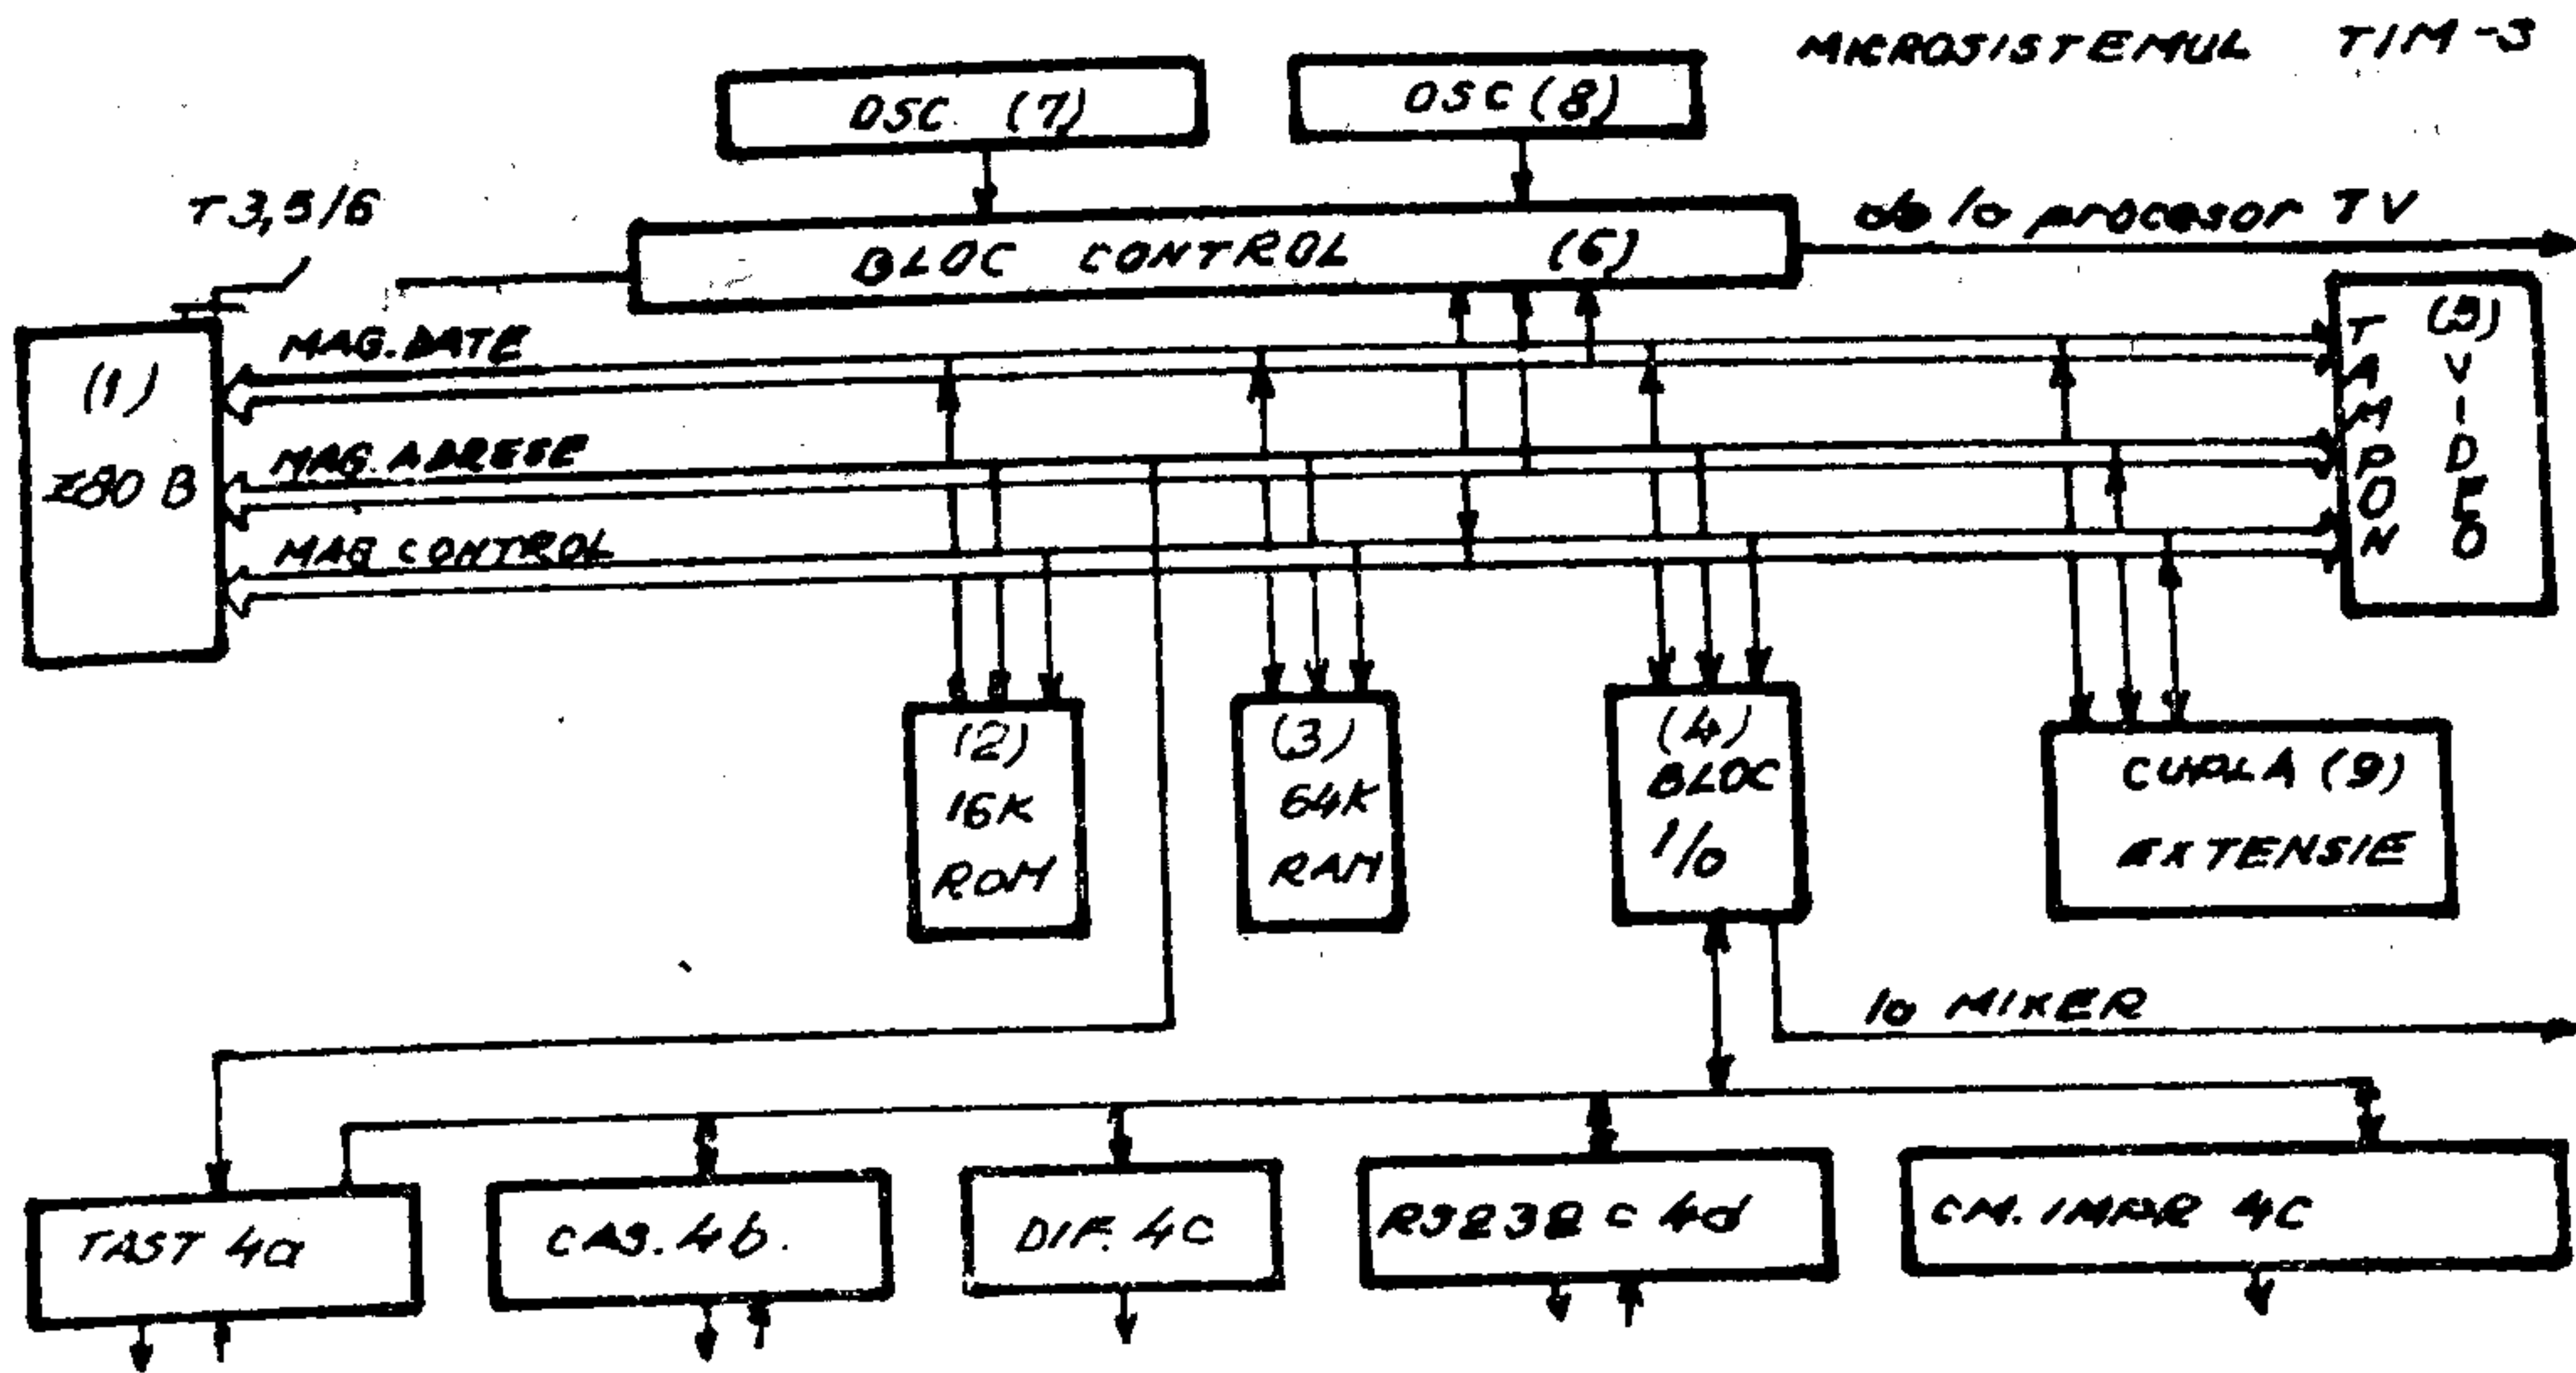 MICROSISTEMUL TIM-S
OSC. (7)
OSC (8)
T 3,5/6
de la procesor TV
BLOC CONTROL (6)
MAG. DATE
MAG. ADRESE
MAG CONTROL
(1)
Z80 B
(5)
TAMPON
VIDEO
(2)
16K
ROM
(3)
64K
RAM
(4)
BLOC
I/O
CUPLA (9)
EXTENSIE
la MIXER
TAST 4a
CAS. 4b.
DIF. 4C
RS232 C 4d
CM. IMPR 4C